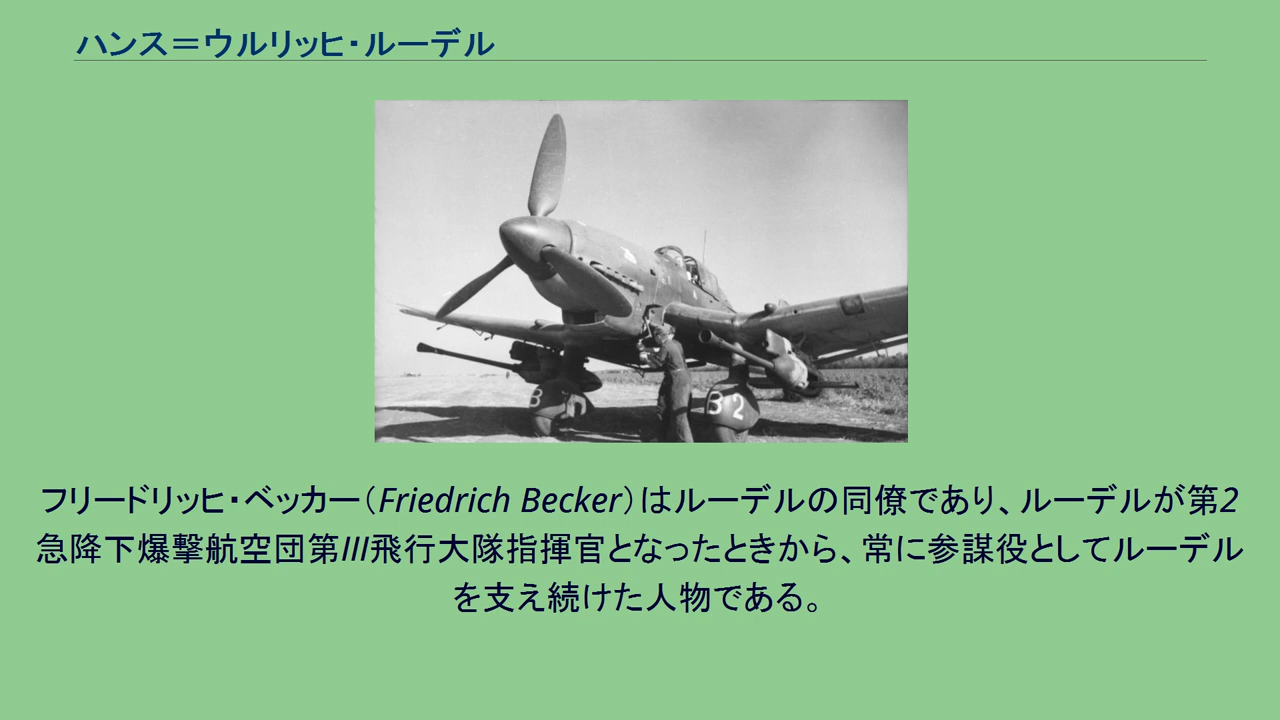 ハンス＝ウルリッヒ・ルーデル
B
B 2
フリードリッヒ・ベッカー（Friedrich Becker）はルーデルの同僚であり、ルーデルが第2
急降下爆撃航空団第III飛行大隊指揮官となったときから、常に参謀役としてルーデル
を支え続けた人物である。